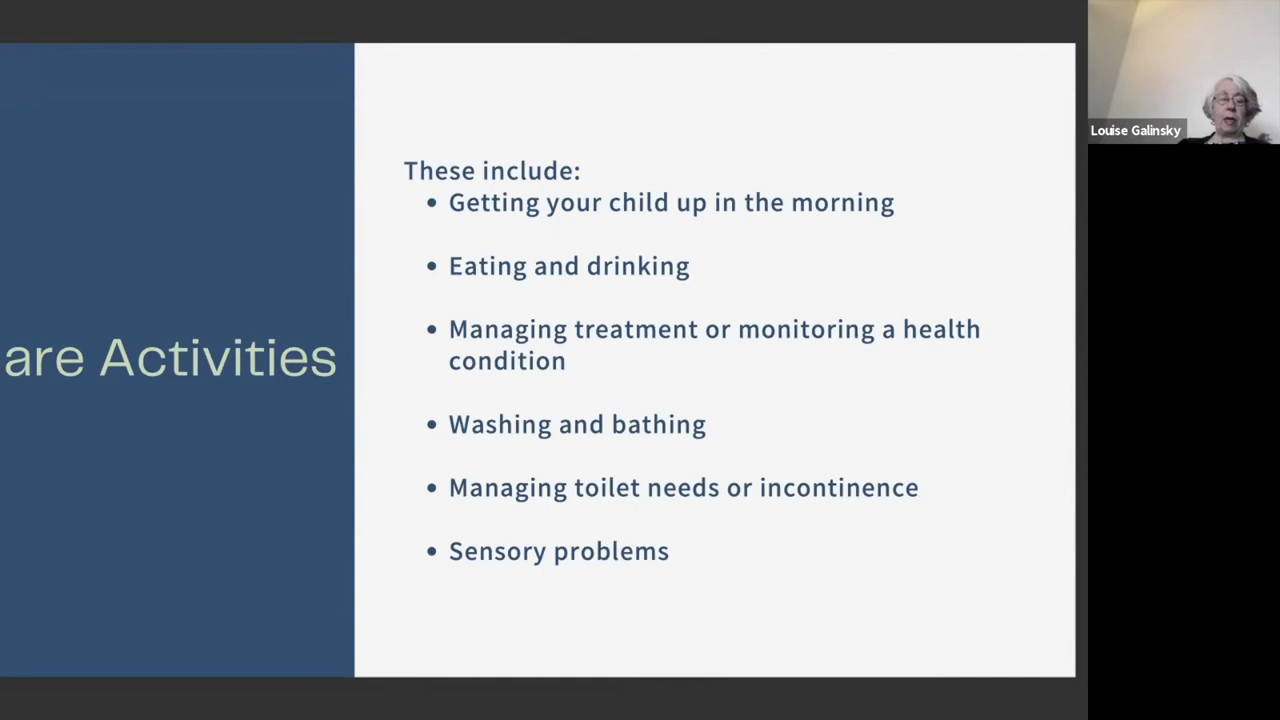 are Activities
These include:
• Getting your child up in the morning
• Eating and drinking
• Managing treatment or monitoring a health
condition
• Washing and bathing
• Managing toilet needs or incontinence
• Sensory problems
Louise Galinsky